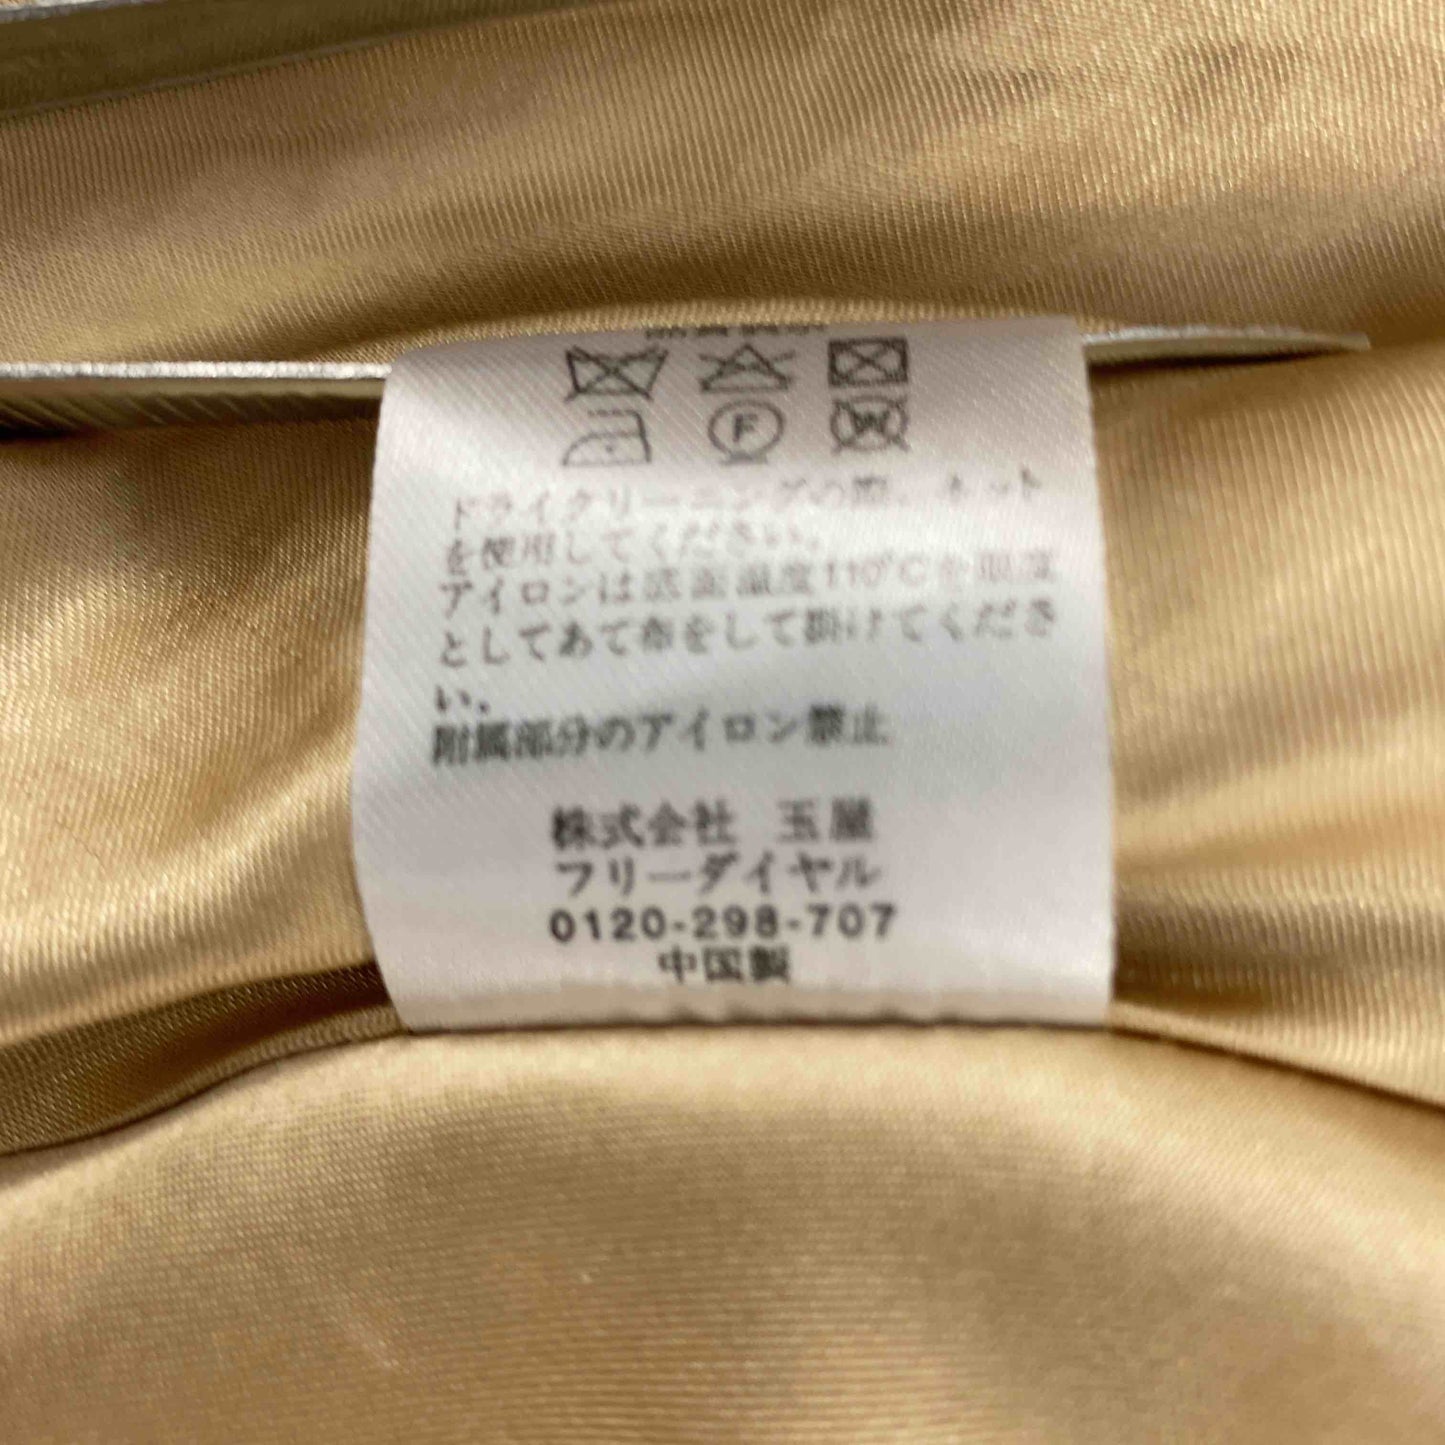 F
W
ドライクリーニングの際、ネット
を使用してください。
アイロンは底面温度110℃を限度
としてあて布をして掛けてくださ
い。
附属部分のアイロン禁止
株式会社 玉屋
フリーダイヤル
0120-298-707
中国製